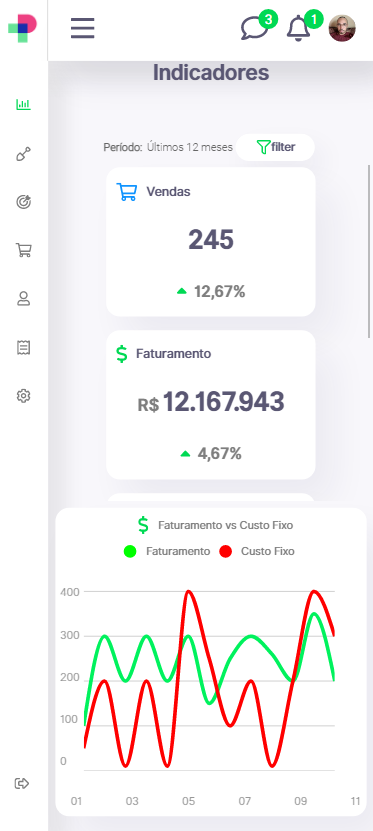 3
1
Indicadores
Período: Últimos 12 meses filter
Vendas
245
12,67%
Faturamento
R$ 12.167.943
4,67%
Faturamento vs Custo Fixo
Faturamento Custo Fixo
400
300
200
100
0
01 03 05 07 09 11